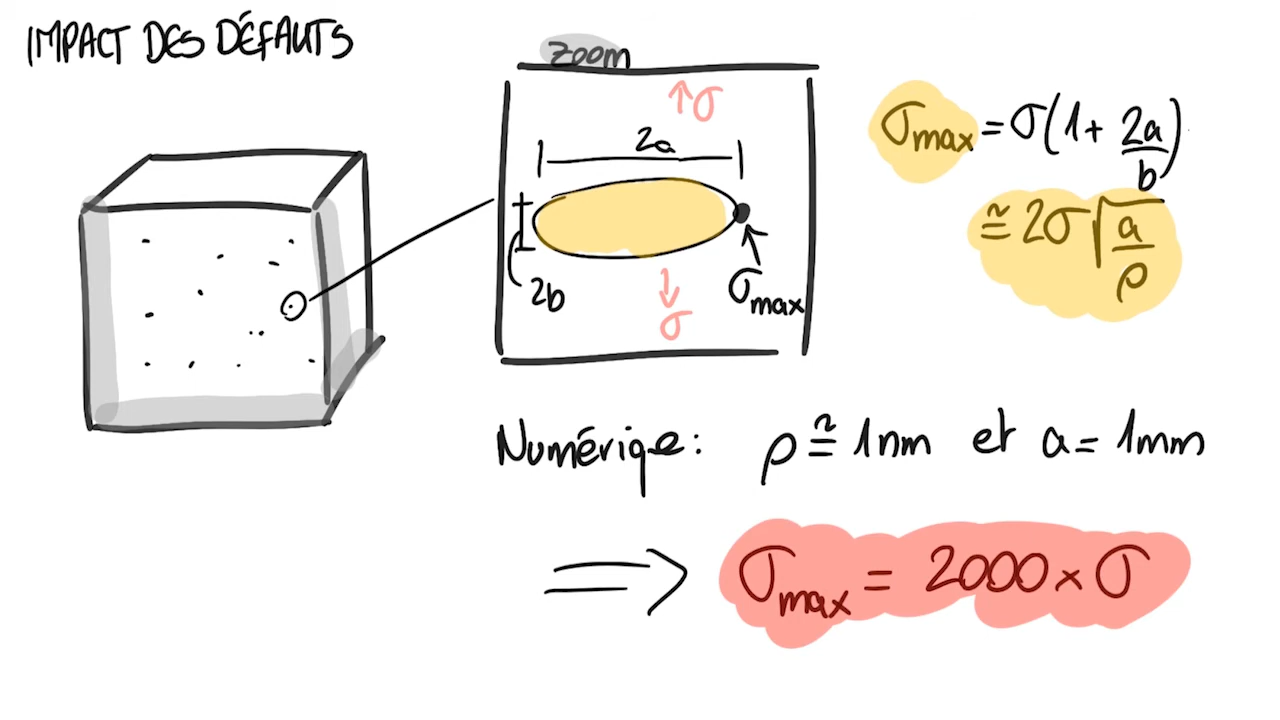 IMPACT DES DÉFAUTS
Zoom
↑σ
2a
2b
σmax
↓
σ
σmax = σ(1 + 2a/b)
≅ 2σ√(a/ρ)
Numérique : ρ ≅ 1nm et a = 1mm
⟹ σmax = 2000 × σ